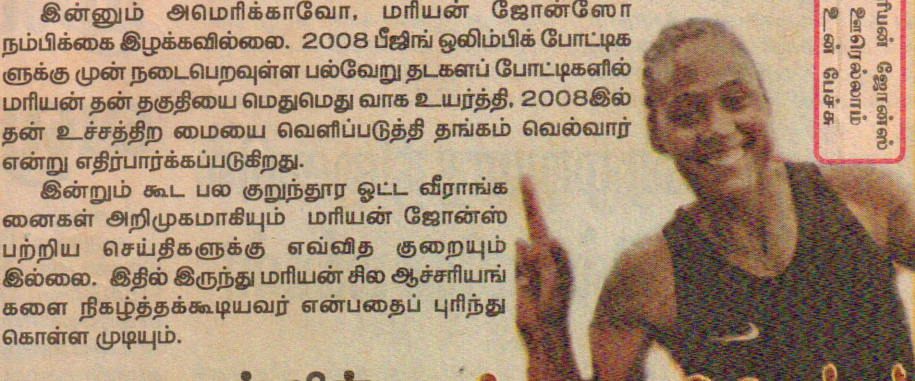 இன்னும் அமெரிக்காவோ, மரியன் ஜோன்ஸோ
நம்பிக்கை இழக்கவில்லை. 2008 பீஜிங் ஒலிம்பிக் போட்டிக
ளுக்கு முன் நடைபெறவுள்ள பல்வேறு தடகளப் போட்டிகளில்
மரியன் தன் தகுதியை மெதுமெது வாக உயர்த்தி, 2008இல்
தன் உச்சத்திற மையை வெளிப்படுத்தி தங்கம் வெல்வார்
என்று எதிர்பார்க்கப்படுகிறது.
இன்றும் கூட பல குறுந்தூர ஓட்ட வீராங்க
னைகள் அறிமுகமாகியும் மரியன் ஜோன்ஸ்
பற்றிய செய்திகளுக்கு எவ்வித குறையும்
இல்லை. இதில் இருந்து மரியன் சில ஆச்சரியங்
களை நிகழ்த்தக்கூடியவர் என்பதைப் புரிந்து
கொள்ள முடியும்.
ஜோன்ஸ்
ஊரெல்லாம்
உன் பேச்சு